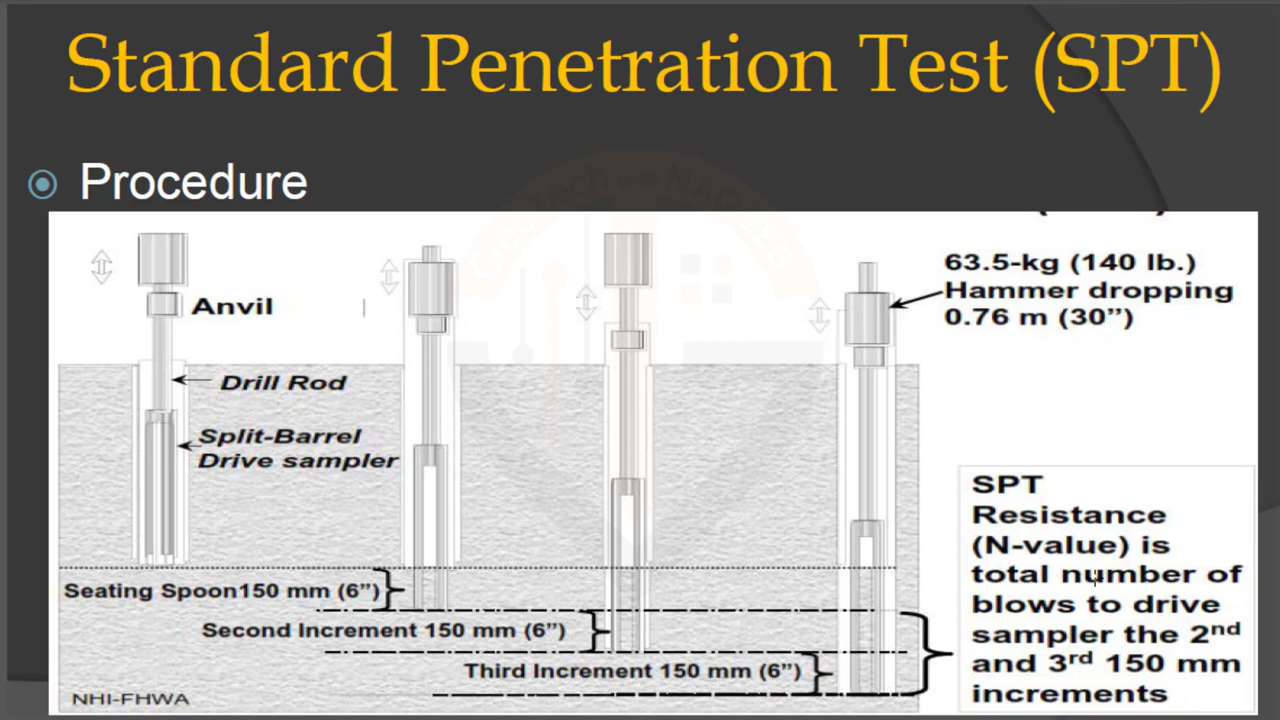 Standard Penetration Test (SPT)
Procedure
63.5-kg (140 lb.)
Hammer dropping
0.76 m (30”)
Anvil
Drill Rod
Split-Barrel
Drive sampler
Seating Spoon150 mm (6”)
Second Increment 150 mm (6”)
Third Increment 150 mm (6”)
NHI-FHWA
SPT
Resistance
(N-value) is
total number of
blows to drive
sampler the 2nd
and 3rd 150 mm
increments